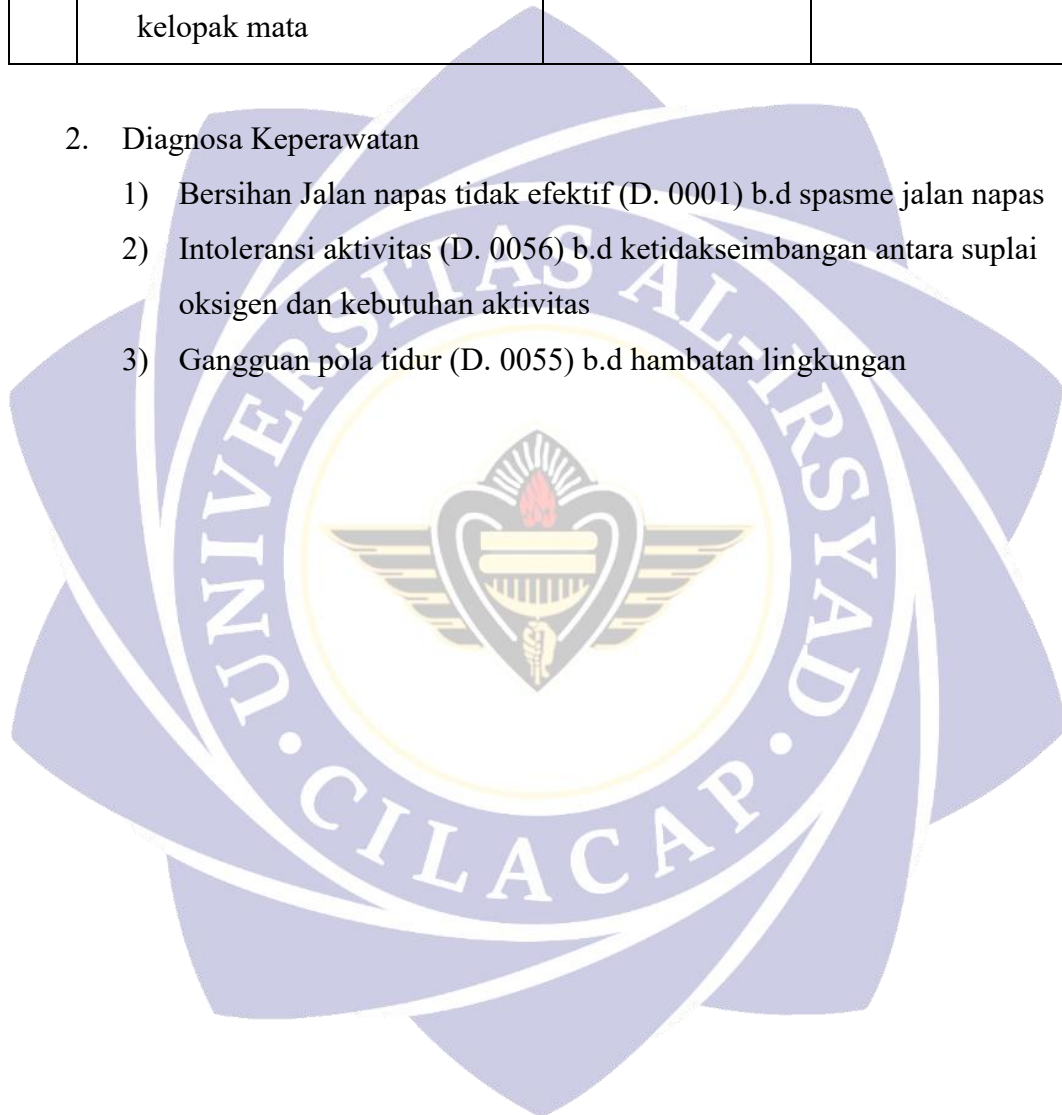 kelopak mata
2. Diagnosa Keperawatan
1) Bersihan Jalan napas tidak efektif (D. 0001) b.d spasme jalan napas
2) Intoleransi aktivitas (D. 0056) b.d ketidakseimbangan antara suplai
oksigen dan kebutuhan aktivitas
3) Gangguan pola tidur (D. 0055) b.d hambatan lingkungan
UNIVERSITAS AL-IRSYAD
CILACAP